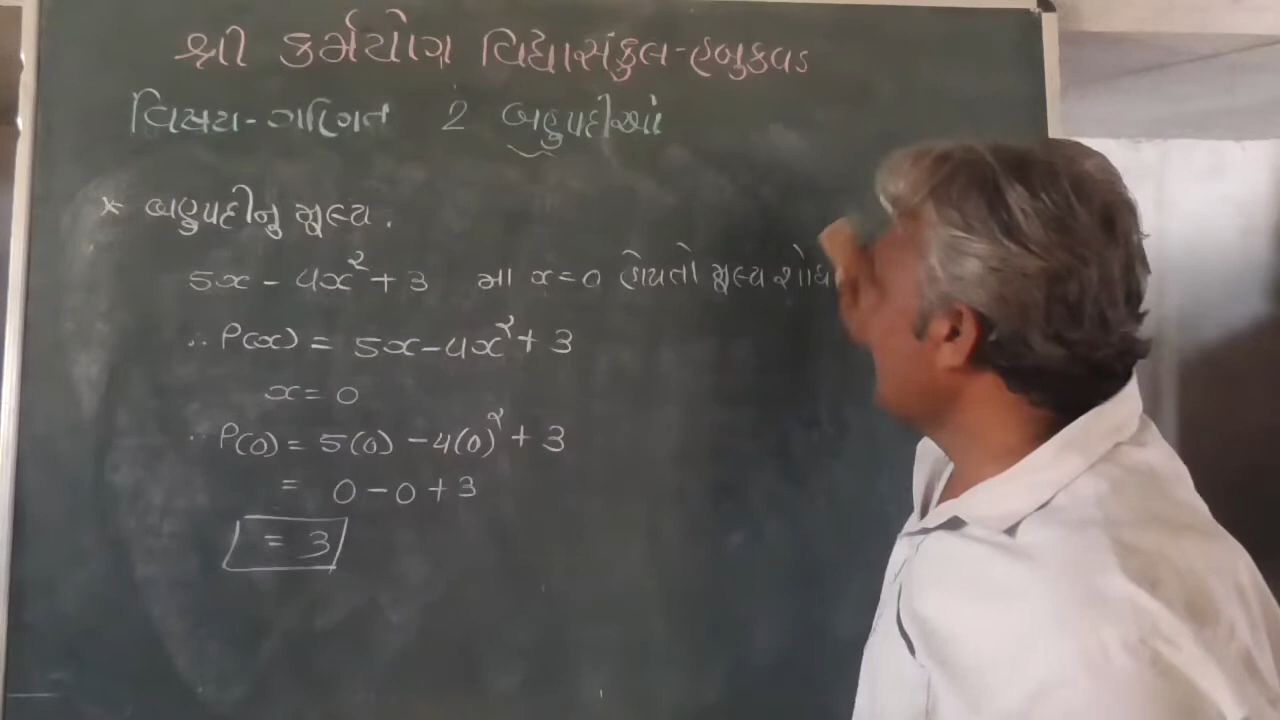 શ્રી કર્મયોગ વિદ્યાસંકુલ-હનુકવડ
વિષય-ગણિત 2 બહુપદીઓ
* બહુપદીનુ મૂલ્ય.
5x - 4x² + 3 મા x = 0 હોયતો મૂલ્ય
∴ P(x) = 5x - 4x² + 3
x = 0
∴ P(0) = 5(0) - 4(0)² + 3
= 0 - 0 + 3
= 3